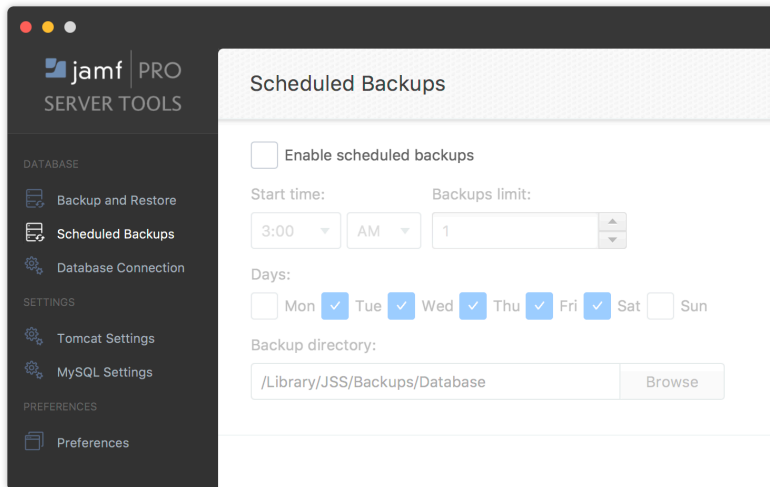 jamf PRO
SERVER TOOLS
DATABASE
Backup and Restore
Scheduled Backups
Database Connection
SETTINGS
Tomcat Settings
MySQL Settings
PREFERENCES
Preferences
Scheduled Backups
Enable scheduled backups
Start time: Backups limit:
3:00 AM 1
Days:
Mon Tue Wed Thu Fri Sat Sun
Backup directory:
/Library/JSS/Backups/Database Browse